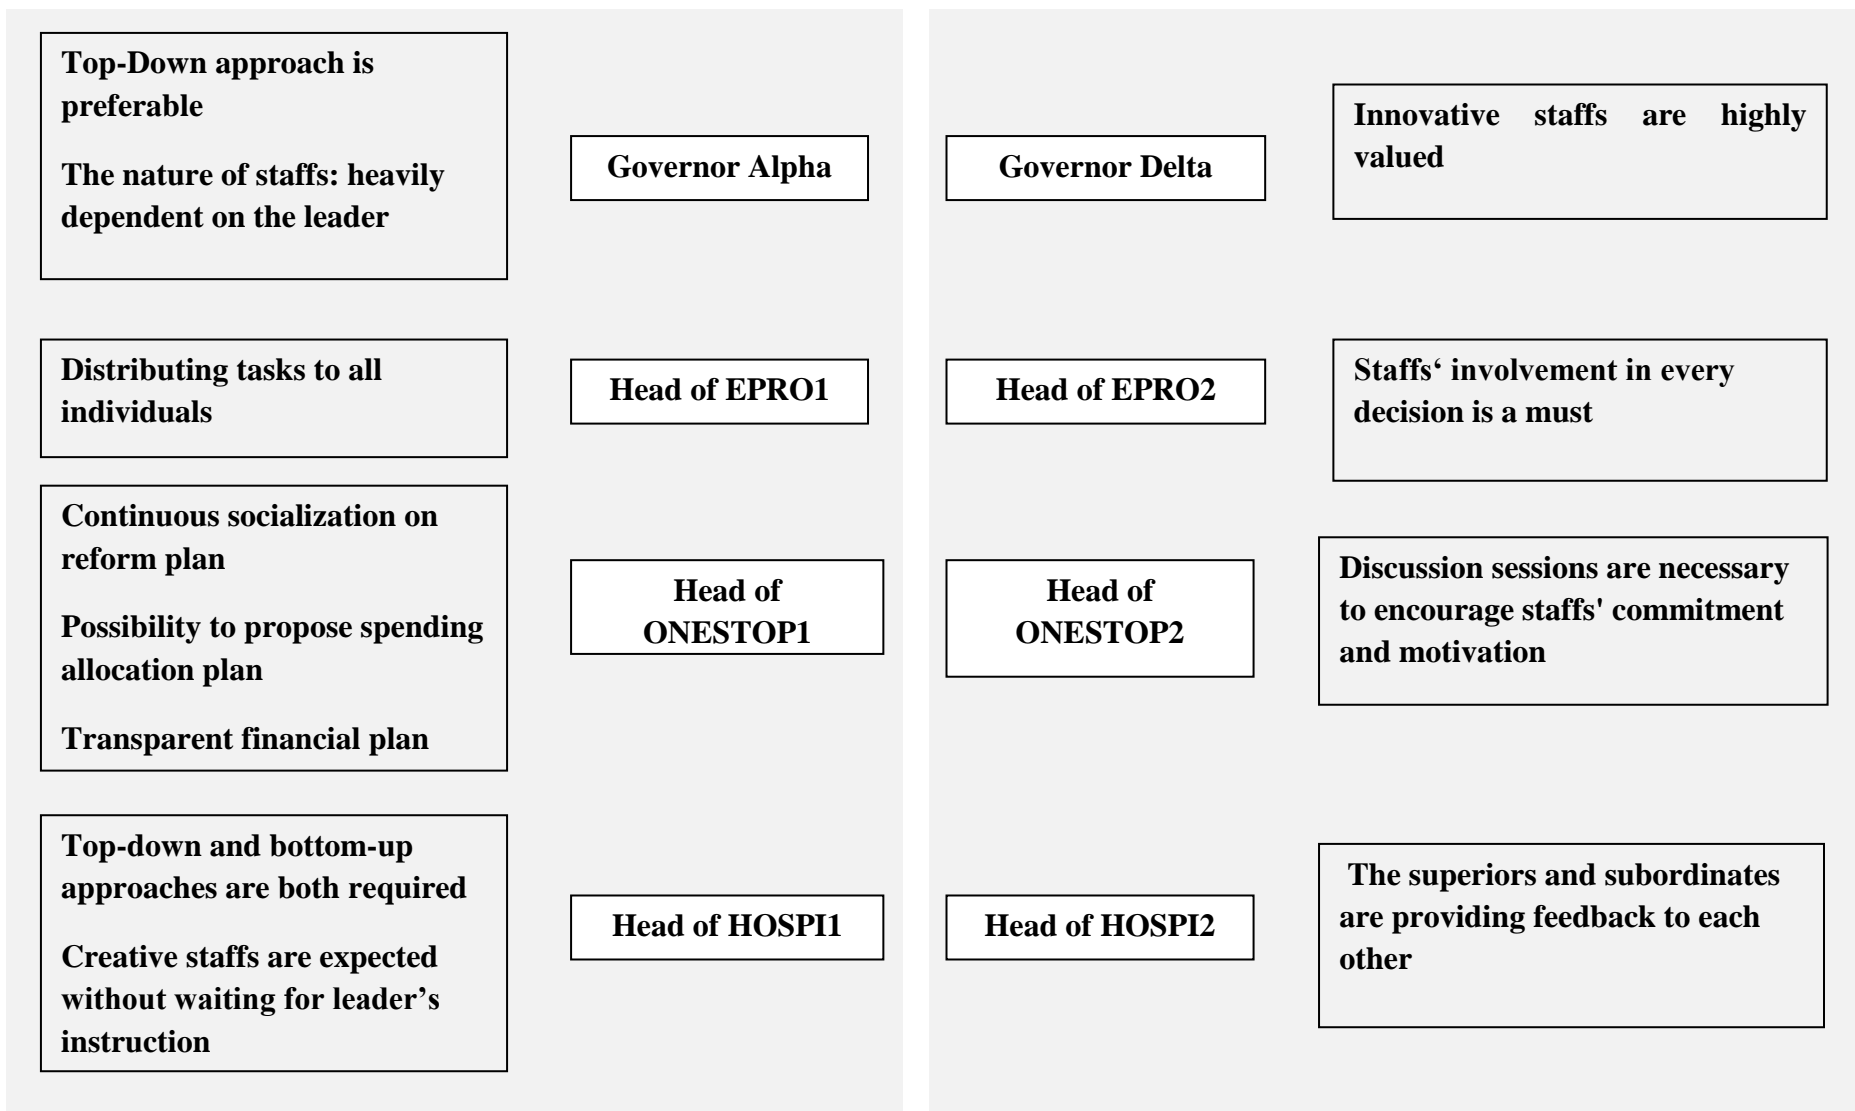 Top-Down approach is
preferable
The nature of staffs: heavily
dependent on the leader
Governor Alpha
Governor Delta
Innovative staffs are highly
valued
Distributing tasks to all
individuals
Head of EPRO1
Head of EPRO2
Staffs‘ involvement in every
decision is a must
Continuous socialization on
reform plan
Possibility to propose spending
allocation plan
Transparent financial plan
Head of
ONESTOP1
Head of
ONESTOP2
Discussion sessions are necessary
to encourage staffs' commitment
and motivation
Top-down and bottom-up
approaches are both required
Creative staffs are expected
without waiting for leader’s
instruction
Head of HOSPI1
Head of HOSPI2
The superiors and subordinates
are providing feedback to each
other